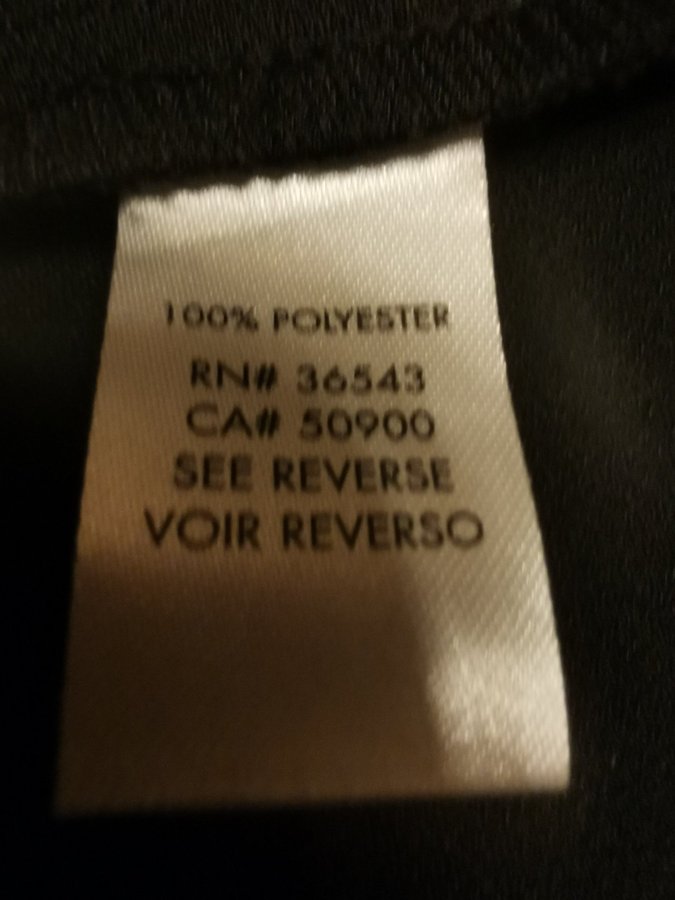 100% POLYESTER
RN# 36543
CA# 50900
SEE REVERSE
VOIR REVERSO